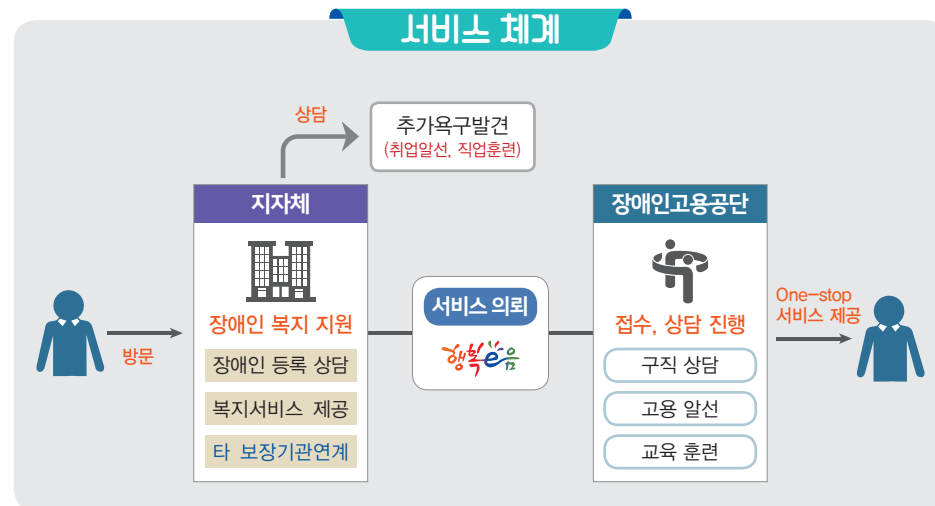 서비스 체계
상담
추가욕구발견
(취업알선, 직업훈련)
방문
지자체
장애인 복지 지원
장애인 등록 상담
복지서비스 제공
타 보장기관연계
서비스 의뢰
행복e음
장애인고용공단
접수, 상담 진행
구직 상담
고용 알선
교육 훈련
One-stop
서비스 제공